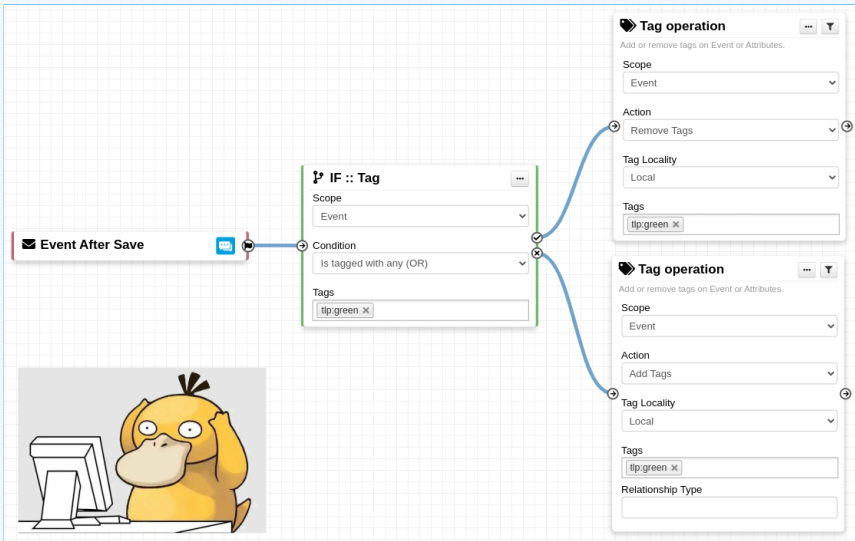 Event After Save
IF :: Tag
Scope
Event
Condition
Is tagged with any (OR)
Tags
tlp:green
Tag operation
Add or remove tags on Event or Attributes.
Scope
Event
Action
Remove Tags
Tag Locality
Local
Tags
tlp:green
Tag operation
Add or remove tags on Event or Attributes.
Scope
Event
Action
Add Tags
Tag Locality
Local
Tags
tlp:green
Relationship Type